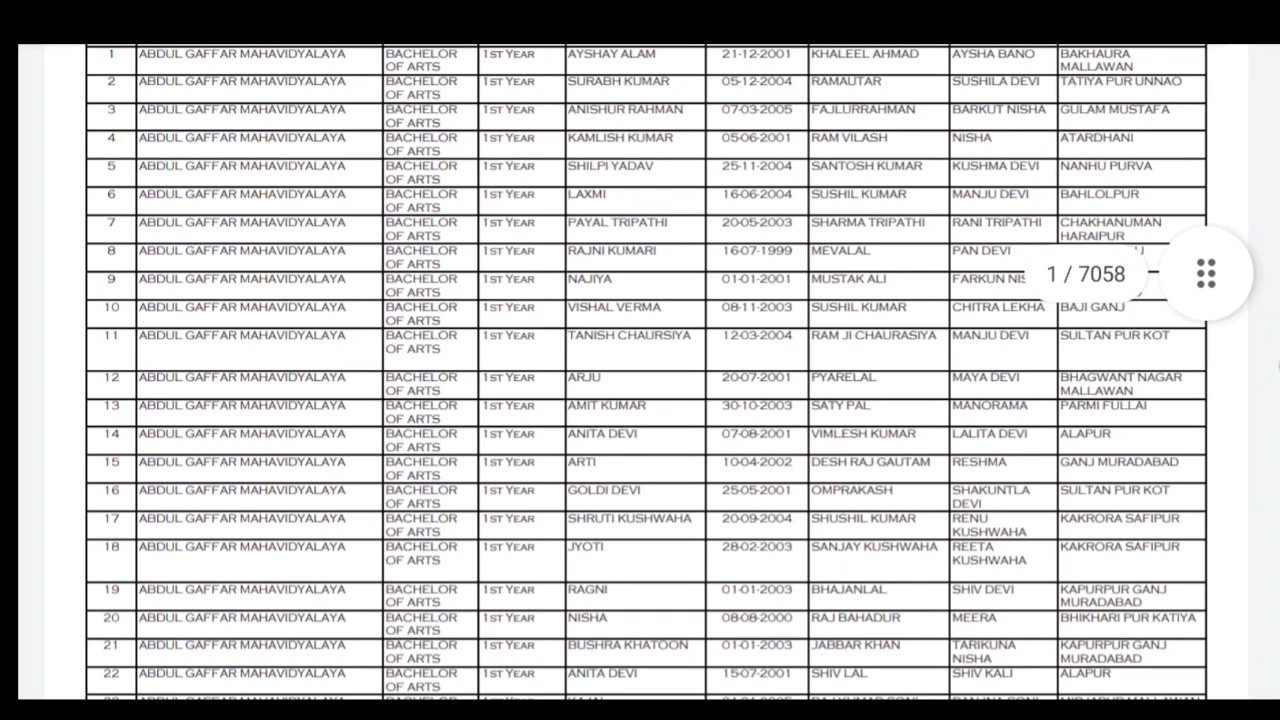 1 ABDUL GAFFAR MAHAVIDYALAYA BACHELOR OF ARTS 1ST YEAR AYSHAY ALAM 21-12-2001 KHALEEL AHMAD AYSHA BANO BAKHAURA MALLAWAN
2 ABDUL GAFFAR MAHAVIDYALAYA BACHELOR OF ARTS 1ST YEAR SURABH KUMAR 05-12-2004 RAMAUTAR SUSHILA DEVI TATIYA PUR UNNAO
3 ABDUL GAFFAR MAHAVIDYALAYA BACHELOR OF ARTS 1ST YEAR ANISHUR RAHMAN 07-03-2005 FAJLURRAHMAN BARKUT NISHA GULAM MUSTAFA
4 ABDUL GAFFAR MAHAVIDYALAYA BACHELOR OF ARTS 1ST YEAR KAMLISH KUMAR 05-06-2001 RAM VILASH NISHA ATARDHANI
5 ABDUL GAFFAR MAHAVIDYALAYA BACHELOR OF ARTS 1ST YEAR SHILPI YADAV 25-11-2004 SANTOSH KUMAR KUSHMA DEVI NANHU PURVA
6 ABDUL GAFFAR MAHAVIDYALAYA BACHELOR OF ARTS 1ST YEAR LAXMI 16-06-2004 SUSHIL KUMAR MANJU DEVI BAHLOLPUR
7 ABDUL GAFFAR MAHAVIDYALAYA BACHELOR OF ARTS 1ST YEAR PAYAL TRIPATHI 20-05-2003 SHARMA TRIPATHI RANI TRIPATHI CHAKHANUMAN HARAIPUR
8 ABDUL GAFFAR MAHAVIDYALAYA BACHELOR OF ARTS 1ST YEAR RAJNI KUMARI 16-07-1999 MEVALAL PAN DEVI
9 ABDUL GAFFAR MAHAVIDYALAYA BACHELOR OF ARTS 1ST YEAR NAJIYA 01-01-2001 MUSTAK ALI FARKUN
1 / 7058
10 ABDUL GAFFAR MAHAVIDYALAYA BACHELOR OF ARTS 1ST YEAR VISHAL VERMA 08-11-2003 SUSHIL KUMAR CHITRA LEKHA BAJI GANJ
11 ABDUL GAFFAR MAHAVIDYALAYA BACHELOR OF ARTS 1ST YEAR TANISH CHAURSIYA 12-03-2004 RAM JI CHAURASIYA MANJU DEVI SULTAN PUR KOT
12 ABDUL GAFFAR MAHAVIDYALAYA BACHELOR OF ARTS 1ST YEAR ARJU 20-07-2001 PYARELAL MAYA DEVI BHAGWANT NAGAR MALLAWAN
13 ABDUL GAFFAR MAHAVIDYALAYA BACHELOR OF ARTS 1ST YEAR AMIT KUMAR 30-10-2003 SATY PAL MANORAMA PARMI FULLAI
14 ABDUL GAFFAR MAHAVIDYALAYA BACHELOR OF ARTS 1ST YEAR ANITA DEVI 07-08-2001 VIMLESH KUMAR LALITA DEVI ALAPUR
15 ABDUL GAFFAR MAHAVIDYALAYA BACHELOR OF ARTS 1ST YEAR ARTI 10-04-2002 DESH RAJ GAUTAM RESHMA GANJ MURADABAD
16 ABDUL GAFFAR MAHAVIDYALAYA BACHELOR OF ARTS 1ST YEAR GOLDI DEVI 25-05-2001 OMPRAKASH SHAKUNTLA DEVI SULTAN PUR KOT
17 ABDUL GAFFAR MAHAVIDYALAYA BACHELOR OF ARTS 1ST YEAR SHRUTI KUSHWAHA 20-09-2004 SHUSHIL KUMAR RENU KUSHWAHA KAKRORA SAFIPUR
18 ABDUL GAFFAR MAHAVIDYALAYA BACHELOR OF ARTS 1ST YEAR JYOTI 28-02-2003 SANJAY KUSHWAHA REETA KUSHWAHA KAKRORA SAFIPUR
19 ABDUL GAFFAR MAHAVIDYALAYA BACHELOR OF ARTS 1ST YEAR RAGNI 01-01-2003 BHAJANLAL SHIV DEVI KAPURPUR GANJ MURADABAD
20 ABDUL GAFFAR MAHAVIDYALAYA BACHELOR OF ARTS 1ST YEAR NISHA 08-08-2000 RAJ BAHADUR MEERA BHIKHARI PUR KATIYA
21 ABDUL GAFFAR MAHAVIDYALAYA BACHELOR OF ARTS 1ST YEAR BUSHRA KHATOON 01-01-2003 JABBAR KHAN TARIKUNA NISHA KAPURPUR GANJ MURADABAD
22 ABDUL GAFFAR MAHAVIDYALAYA BACHELOR OF ARTS 1ST YEAR ANITA DEVI 15-07-2001 SHIV LAL SHIV KALI ALAPUR